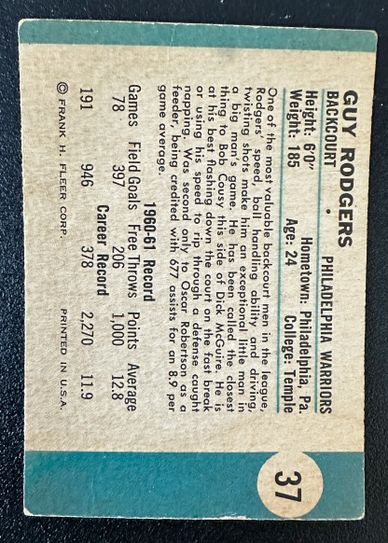 37
GUY RODGERS
BACKCOURT • PHILADELPHIA WARRIORS
Height: 6'0" Hometown: Philadelphia, Pa.
Weight: 185 Age: 24 College: Temple
One of the most valuable backcourt men in the league,
Rodgers' speed, ball handling ability and driving,
twisting shots make him an exceptional little man in
a big man's game. He has been called the closest
thing to Bob Cousy this side of Dick McGuire. He is
at his best flashing down the court on the fast break
or using his speed to rip through a defense caught
napping. Was second only to Oscar Robertson as a
feeder, being credited with 677 assists for an 8.9 per
game average.
1960-61 Record
Games Field Goals Free Throws Points Average
78 397 206 1,000 12.8
Career Record
191 946 378 2,270 11.9
© FRANK H. FLEER CORP. PRINTED IN U.S.A.